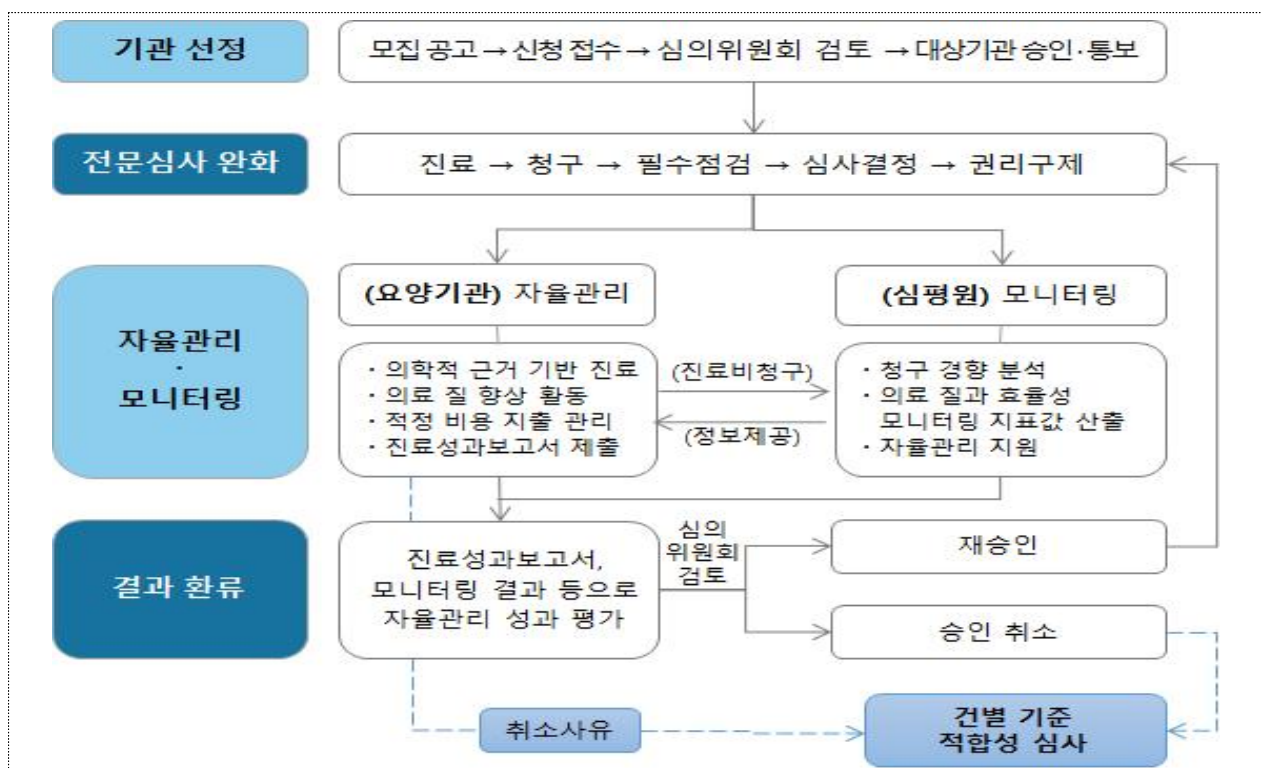 기관 선정
모집 공고 → 신청 접수 → 심의위원회 검토 → 대상기관 승인·통보
전문심사 완화
진료 → 청구 → 필수점검 → 심사결정 → 권리구제
자율관리
·
모니터링
(요양기관) 자율관리
(심평원) 모니터링
· 의학적 근거 기반 진료
· 의료 질 향상 활동
· 적정 비용 지출 관리
· 진료성과보고서 제출
(진료비청구)
(정보제공)
· 청구 경향 분석
· 의료 질과 효율성
모니터링 지표값 산출
· 자율관리 지원
결과 환류
진료성과보고서,
모니터링 결과 등으로
자율관리 성과 평가
심의
위원회
검토
재승인
승인 취소
취소사유
건별 기준
적합성 심사